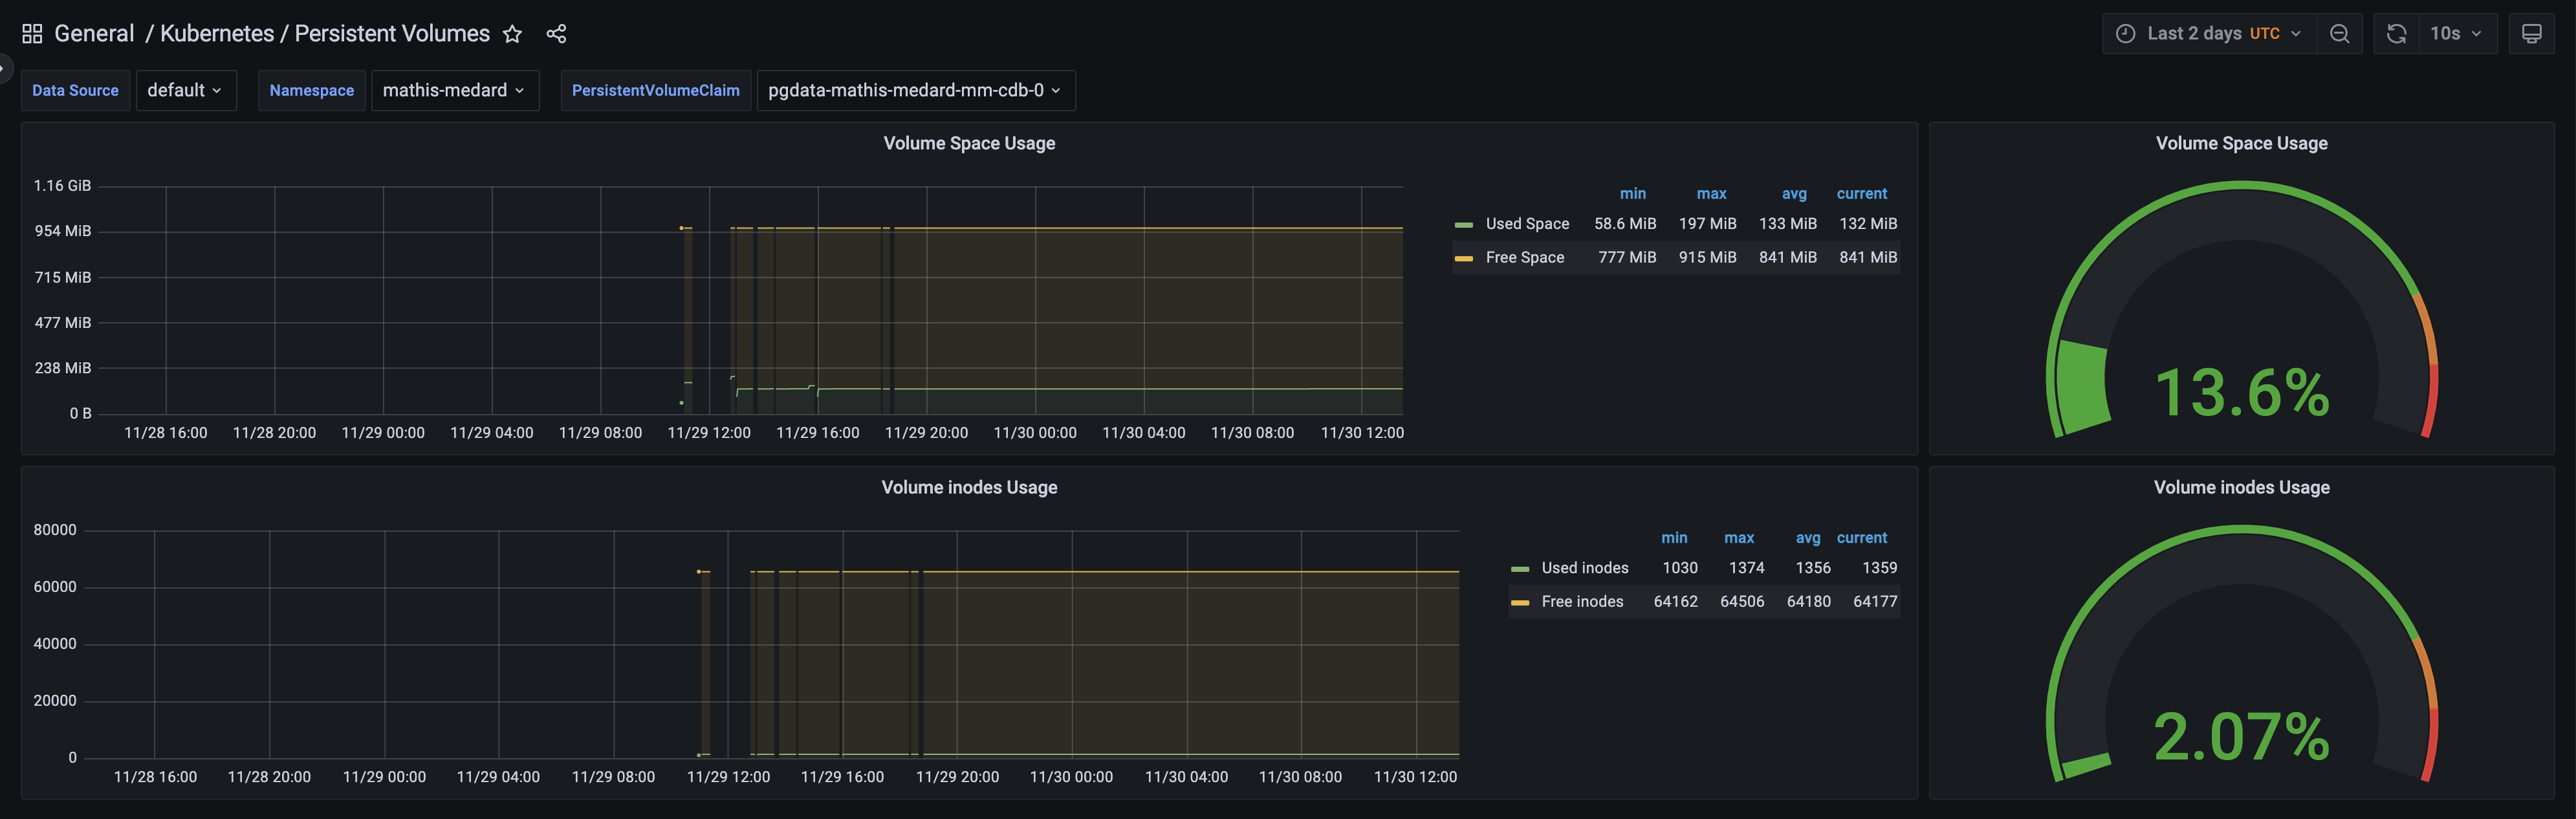 General / Kubernetes / Persistent Volumes
Last 2 days UTC
10s
Data Source default Namespace mathis-medard PersistentVolumeClaim pgdata-mathis-medard-mm-cdb-0
Volume Space Usage
1.16 GiB
954 MiB
715 MiB
477 MiB
238 MiB
0 B
11/28 16:00 11/28 20:00 11/29 00:00 11/29 04:00 11/29 08:00 11/29 12:00 11/29 16:00 11/29 20:00 11/30 00:00 11/30 04:00 11/30 08:00 11/30 12:00
min max avg current
Used Space 58.6 MiB 197 MiB 133 MiB 132 MiB
Free Space 777 MiB 915 MiB 841 MiB 841 MiB
Volume Space Usage
13.6%
Volume inodes Usage
80000
60000
40000
20000
0
11/28 16:00 11/28 20:00 11/29 00:00 11/29 04:00 11/29 08:00 11/29 12:00 11/29 16:00 11/29 20:00 11/30 00:00 11/30 04:00 11/30 08:00 11/30 12:00
min max avg current
Used inodes 1030 1374 1356 1359
Free inodes 64162 64506 64180 64177
Volume inodes Usage
2.07%